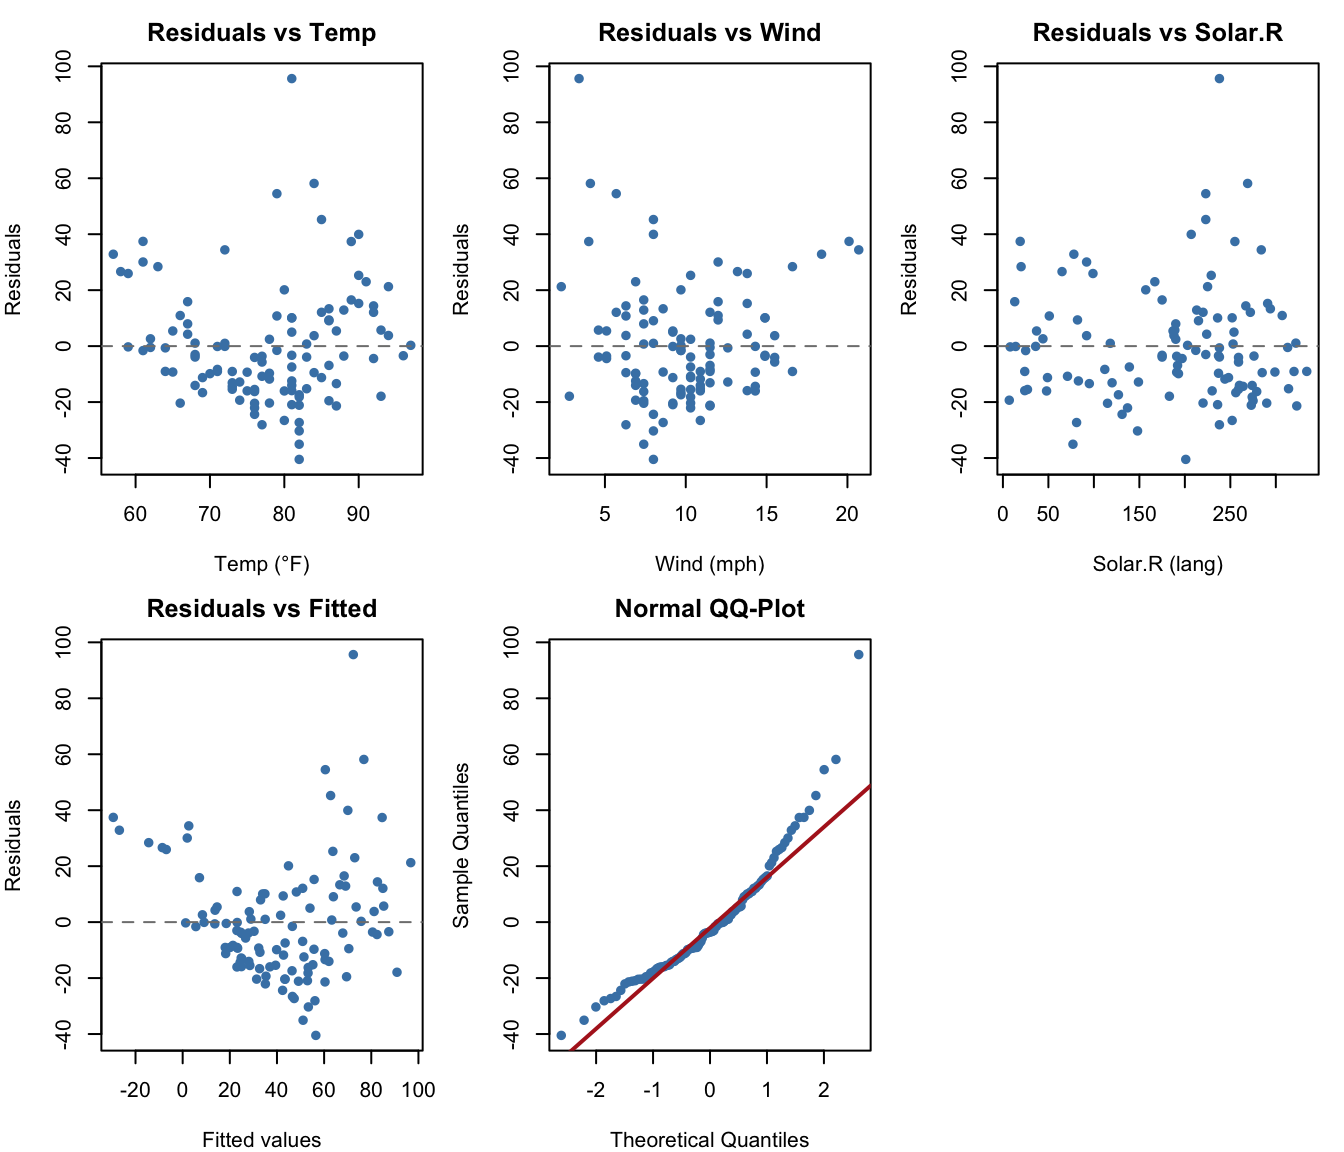 Residuals vs Temp
Residuals
100
80
60
40
20
0
-20
-40
60 70 80 90
Temp (°F)
Residuals vs Wind
Residuals
100
80
60
40
20
0
-20
-40
5 10 15 20
Wind (mph)
Residuals vs Solar.R
Residuals
100
80
60
40
20
0
-20
-40
0 50 150 250
Solar.R (lang)
Residuals vs Fitted
Residuals
100
80
60
40
20
0
-20
-40
-20 0 20 40 60 80 100
Fitted values
Normal QQ-Plot
Sample Quantiles
100
80
60
40
20
0
-20
-40
-2 -1 0 1 2
Theoretical Quantiles